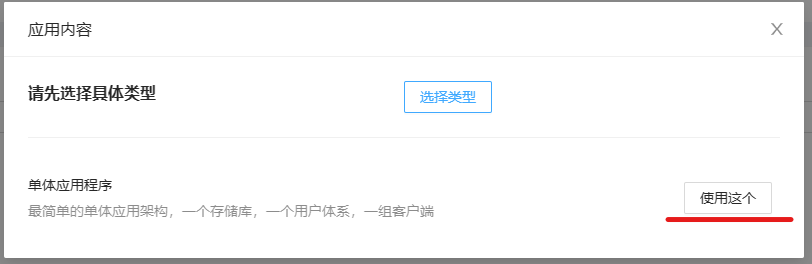 应用内容
请先选择具体类型
选择类型
单体应用程序
最简单的单体应用架构，一个存储库，一个用户体系，一组客户端
使用这个